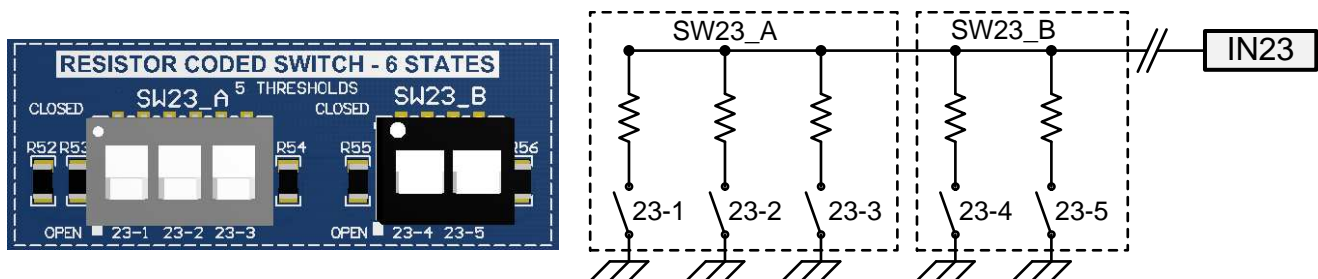 RESISTOR CODED SWITCH - 6 STATES
5 THRESHOLDS
CLOSED
SW23_A
CLOSED
SW23_B
R52 R53
R54
R55
R56
OPEN
23-1 23-2 23-3
OPEN
23-4 23-5
SW23_A
SW23_B
IN23
23-1
23-2
23-3
23-4
23-5